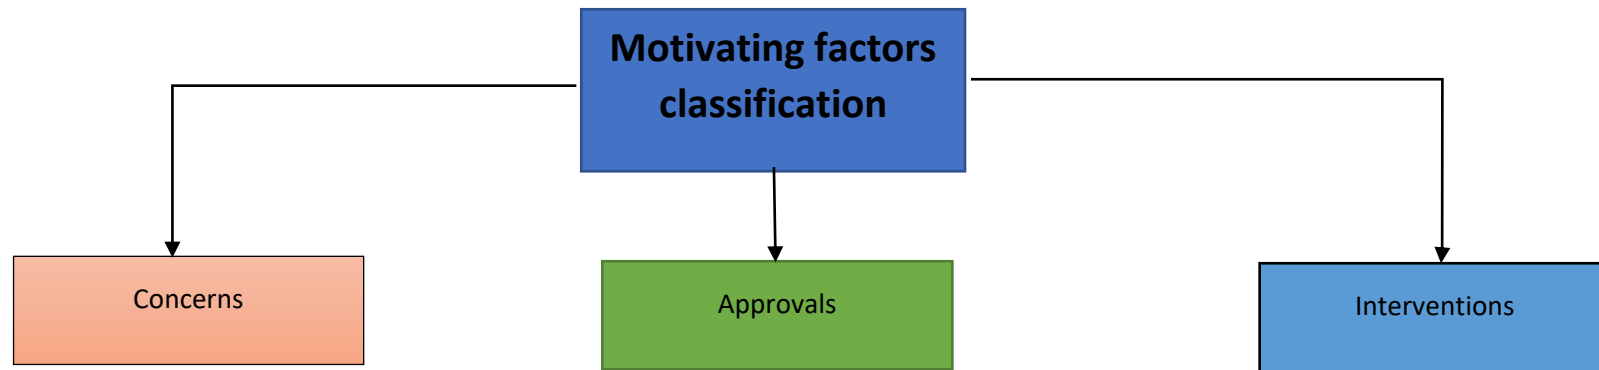 Motivating factors
classification
Concerns
Approvals
Interventions